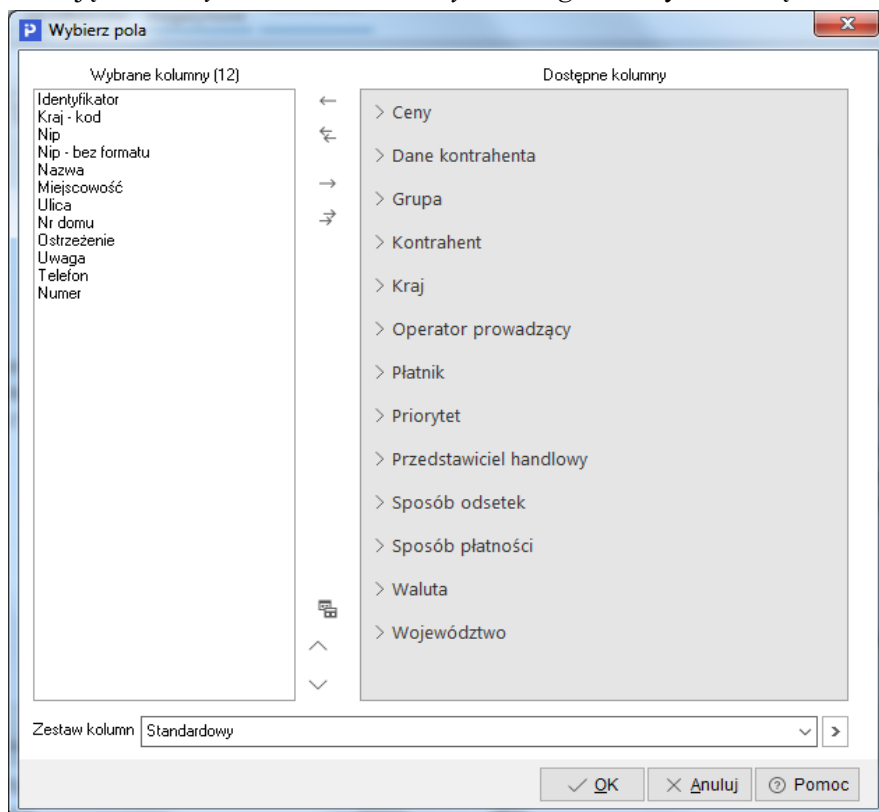 Wybierz pola
Wybrane kolumny (12)
Identyfikator
Kraj - kod
Nip
Nip - bez formatu
Nazwa
Miejscowość
Ulica
Nr domu
Ostrzeżenie
Uwaga
Telefon
Numer
Dostępne kolumny
Ceny
Dane kontrahenta
Grupa
Kontrahent
Kraj
Operator prowadzący
Płatnik
Priorytet
Przedstawiciel handlowy
Sposób odsetek
Sposób płatności
Waluta
Województwo
Zestaw kolumn Standardowy
OK Anuluj Pomoc